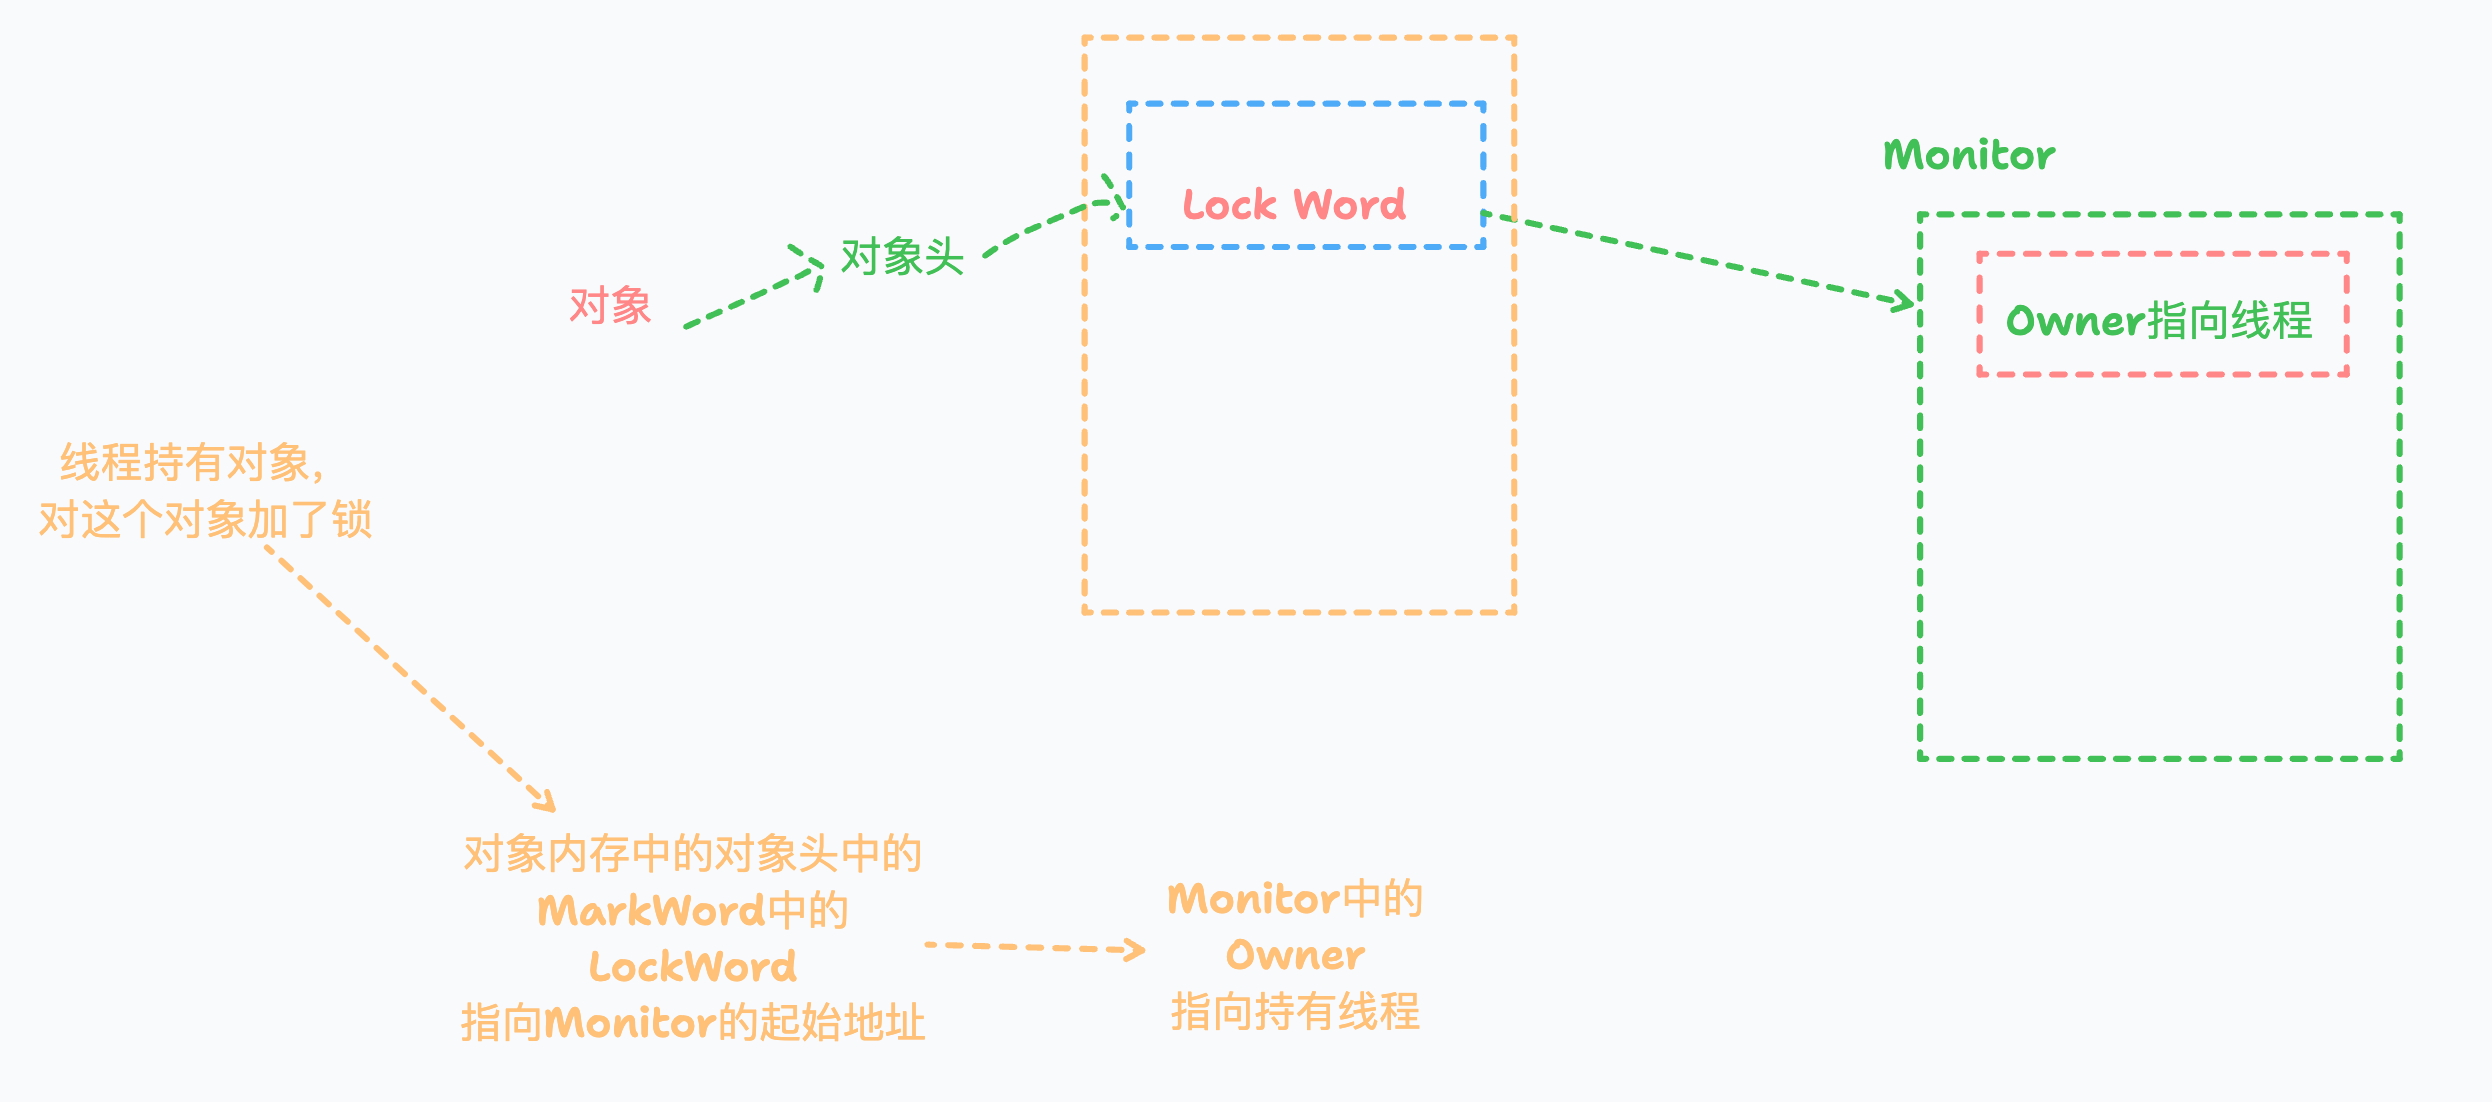 Lock Word
Monitor
对象头
对象
Owner指向线程
线程持有对象,
对这个对象加了锁
对象内存中的对象头中的
MarkWord中的
LockWord
指向Monitor的起始地址
Monitor中的
Owner
指向持有线程